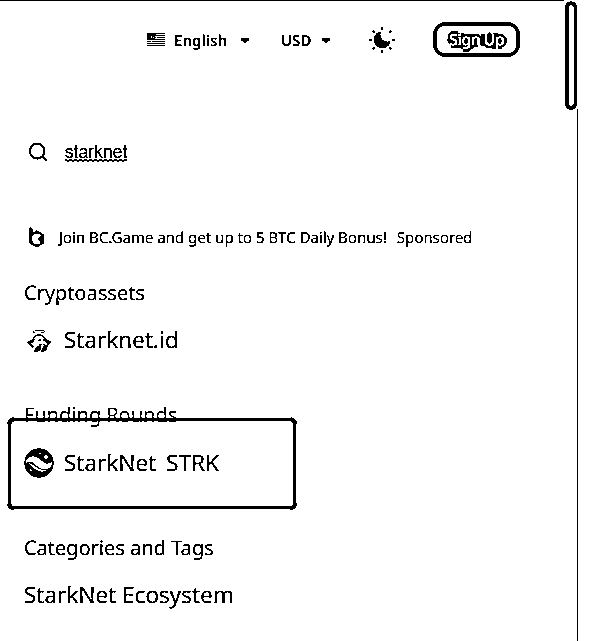 English USD Sign Up
starknet
Join BC.Game and get up to 5 BTC Daily Bonus! Sponsored
Cryptoassets
Starknet.id
Funding Rounds
StarkNet STRK
Categories and Tags
StarkNet Ecosystem